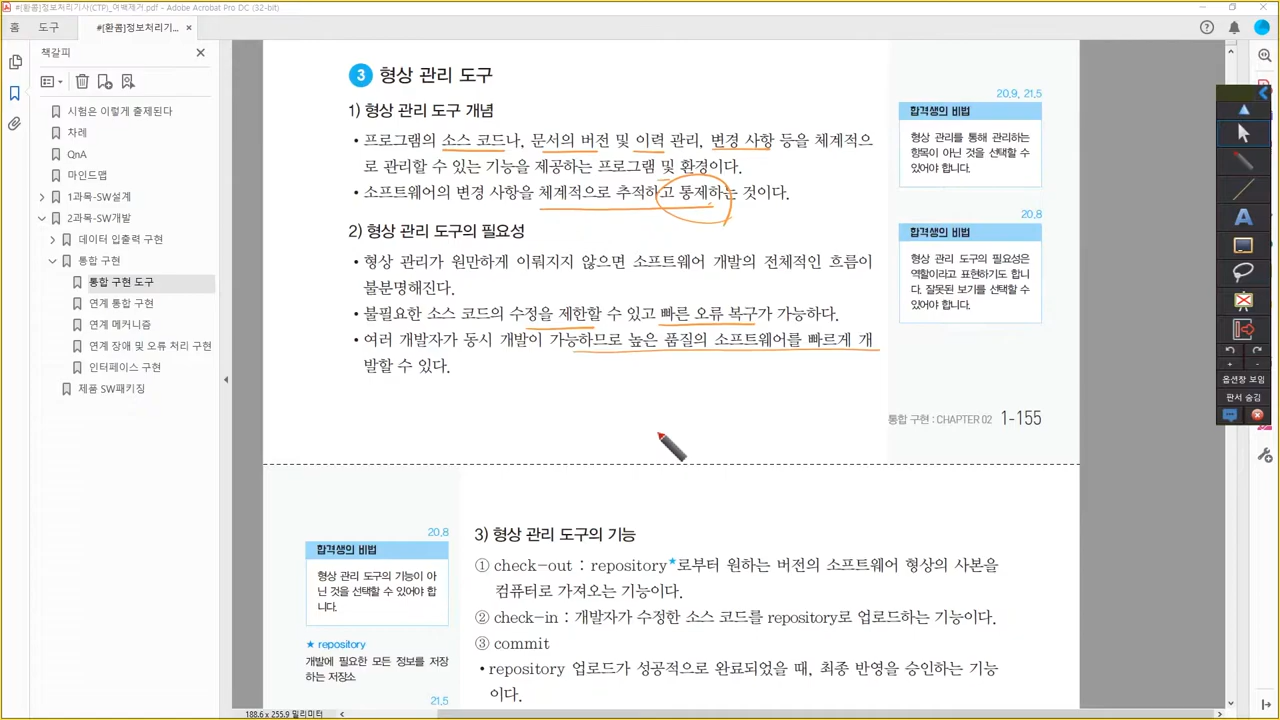 #[환콤]정보처리기사(CTP)_여백제거.pdf - Adobe Acrobat Pro DC (32-bit)
홈 도구 #[환콤]정보처리기... ×
책갈피
시험은 이렇게 출제된다
차례
QnA
마인드맵
1과목-SW설계
2과목-SW개발
데이터 입출력 구현
통합 구현
통합 구현 도구
연계 통합 구현
연계 메커니즘
연계 장애 및 오류 처리 구현
인터페이스 구현
제품 SW패키징
3 형상 관리 도구
1) 형상 관리 도구 개념
• 프로그램의 소스 코드나, 문서의 버전 및 이력 관리, 변경 사항 등을 체계적으
로 관리할 수 있는 기능을 제공하는 프로그램 및 환경이다.
• 소프트웨어의 변경 사항을 체계적으로 추적하고 통제하는 것이다.
2) 형상 관리 도구의 필요성
• 형상 관리가 원만하게 이뤄지지 않으면 소프트웨어 개발의 전체적인 흐름이
불분명해진다.
• 불필요한 소스 코드의 수정을 제한할 수 있고 빠른 오류 복구가 가능하다.
• 여러 개발자가 동시 개발이 가능하므로 높은 품질의 소프트웨어를 빠르게 개
발할 수 있다.
20.9, 21.5
합격생의 비법
형상 관리를 통해 관리하는
항목이 아닌 것을 선택할 수
있어야 합니다.
20.8
합격생의 비법
형상 관리 도구의 필요성은
역할이라고 표현하기도 합니
다. 잘못된 보기를 선택할 수
있어야 합니다.
통합 구현 : CHAPTER 02 1-155
20.8
합격생의 비법
형상 관리 도구의 기능이 아
닌 것을 선택할 수 있어야 합
니다.
★ repository
개발에 필요한 모든 정보를 저장
하는 저장소
21.5
3) 형상 관리 도구의 기능
① check-out : repository★로부터 원하는 버전의 소프트웨어 형상의 사본을
컴퓨터로 가져오는 기능이다.
② check-in : 개발자가 수정한 소스 코드를 repository로 업로드하는 기능이다.
③ commit
• repository 업로드가 성공적으로 완료되었을 때, 최종 반영을 승인하는 기능
이다.
188.6 x 255.9 밀리미터
A
+ -
옵션창 보임
판서 숨김